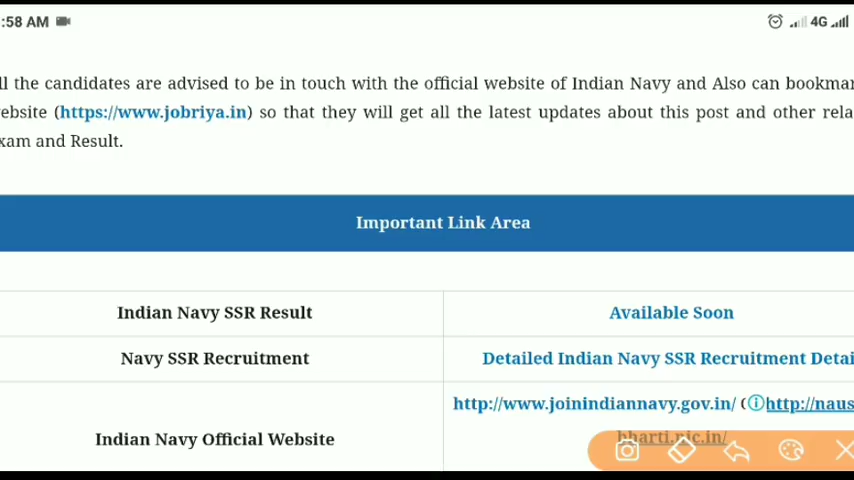 :58 AM 4G
ll the candidates are advised to be in touch with the official website of Indian Navy and Also can bookmar
ebsite (https://www.jobriya.in) so that they will get all the latest updates about this post and other rela
xam and Result.
Important Link Area
Indian Navy SSR Result Available Soon
Navy SSR Recruitment Detailed Indian Navy SSR Recruitment Detai
http://www.joinindiannavy.gov.in/ (http://naus
bharti.nic.in/
Indian Navy Official Website